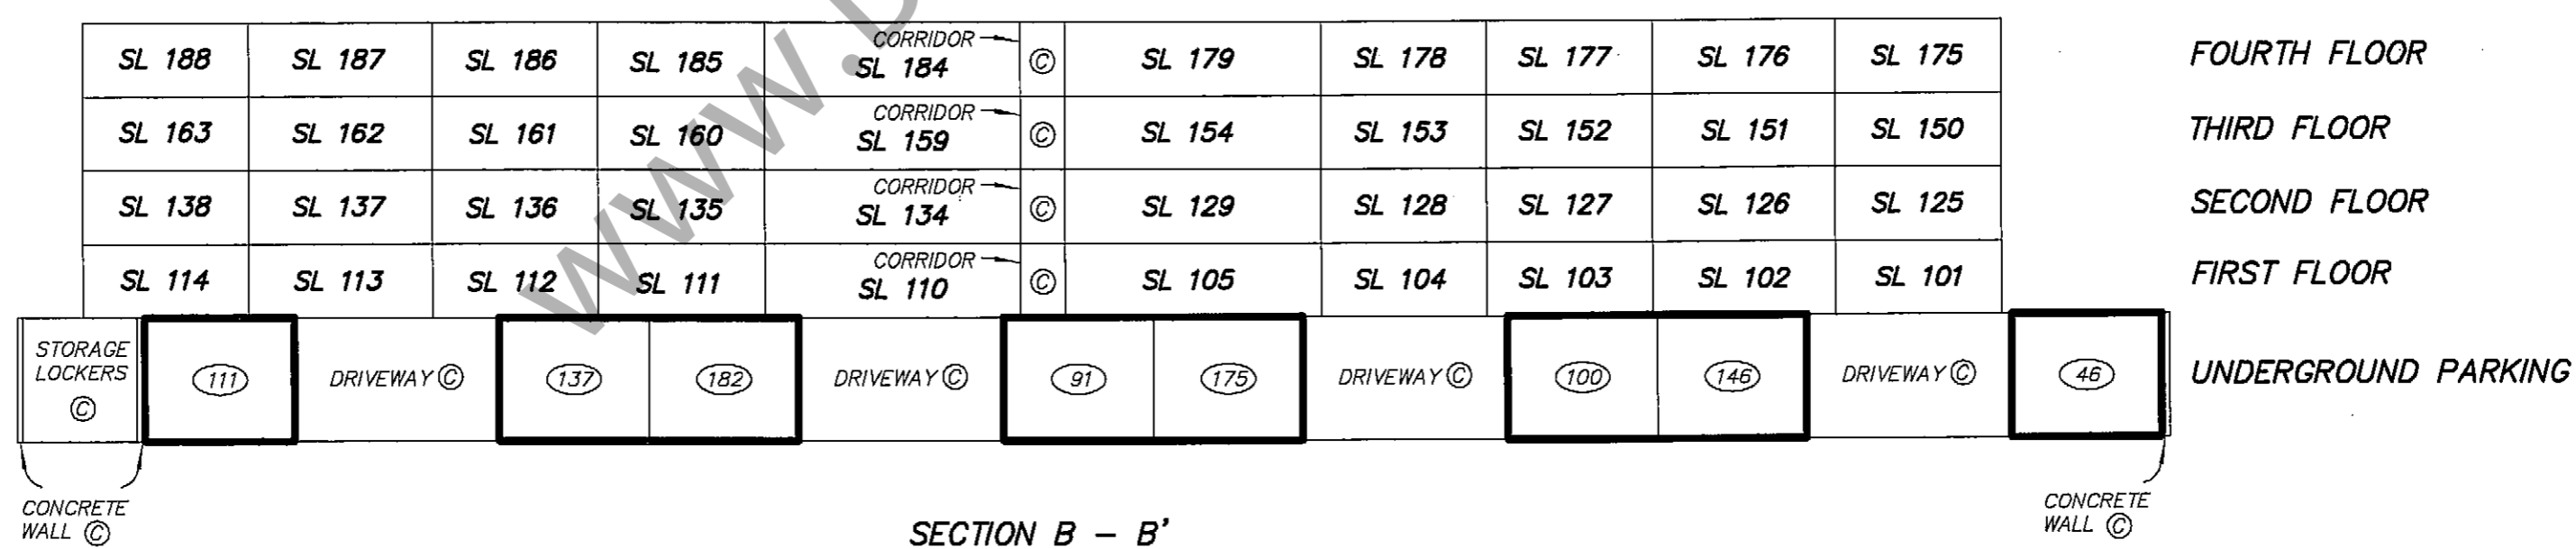 SL 188 SL 187 SL 186 SL 185 CORRIDOR SL 184 Ⓒ SL 179 SL 178 SL 177 SL 176 SL 175 FOURTH FLOOR
SL 163 SL 162 SL 161 SL 160 CORRIDOR SL 159 Ⓒ SL 154 SL 153 SL 152 SL 151 SL 150 THIRD FLOOR
SL 138 SL 137 SL 136 SL 135 CORRIDOR SL 134 Ⓒ SL 129 SL 128 SL 127 SL 126 SL 125 SECOND FLOOR
SL 114 SL 113 SL 112 SL 111 CORRIDOR SL 110 Ⓒ SL 105 SL 104 SL 103 SL 102 SL 101 FIRST FLOOR
STORAGE
LOCKERS
Ⓒ
111 DRIVEWAY Ⓒ 137 182 DRIVEWAY Ⓒ 91 175 DRIVEWAY Ⓒ 100 146 DRIVEWAY Ⓒ 46 UNDERGROUND PARKING
CONCRETE
WALL Ⓒ
CONCRETE
WALL Ⓒ
SECTION B – B'
www.